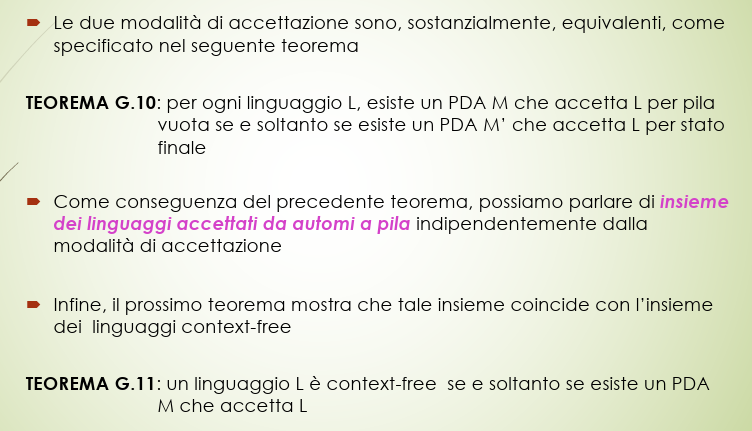 Le due modalità di accettazione sono, sostanzialmente, equivalenti, come
specificato nel seguente teorema
TEOREMA G.10: per ogni linguaggio L, esiste un PDA M che accetta L per pila
vuota se e soltanto se esiste un PDA M' che accetta L per stato
finale
Come conseguenza del precedente teorema, possiamo parlare di insieme
dei linguaggi accettati da automi a pila indipendentemente dalla
modalità di accettazione
Infine, il prossimo teorema mostra che tale insieme coincide con l'insieme
dei linguaggi context-free
TEOREMA G.11: un linguaggio L è context-free se e soltanto se esiste un PDA
M che accetta L